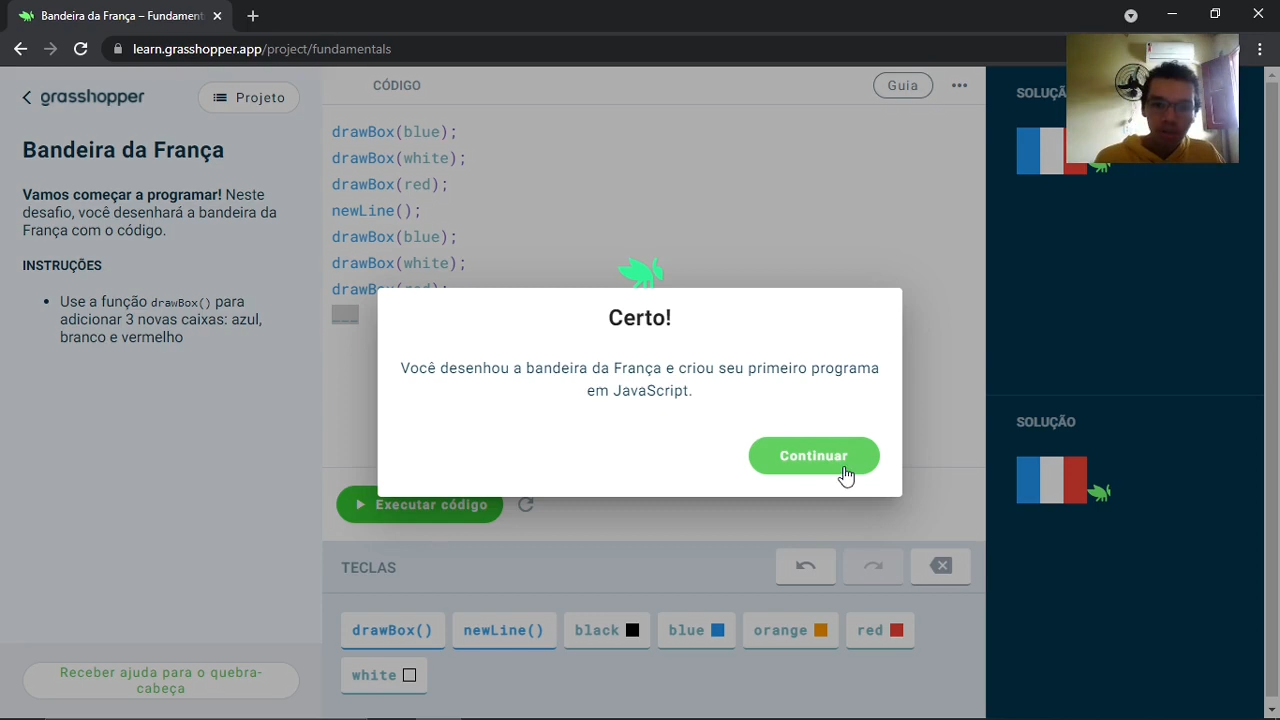 Bandeira da França – Fundament
learn.grasshopper.app/project/fundamentals
grasshopper
Projeto
Bandeira da França
Vamos começar a programar! Neste
desafio, você desenhará a bandeira da
França com o código.
INSTRUÇÕES
• Use a função drawBox() para
adicionar 3 novas caixas: azul,
branco e vermelho
Receber ajuda para o quebra-
cabeça
CÓDIGO
Guia
drawBox(blue);
drawBox(white);
drawBox(red);
newLine();
drawBox(blue);
drawBox(white);
drawBox(red);
Certo!
Você desenhou a bandeira da França e criou seu primeiro programa
em JavaScript.
Continuar
Executar código
TECLAS
drawBox()
newLine()
black
blue
orange
red
white
SOLUÇÃ
SOLUÇÃO